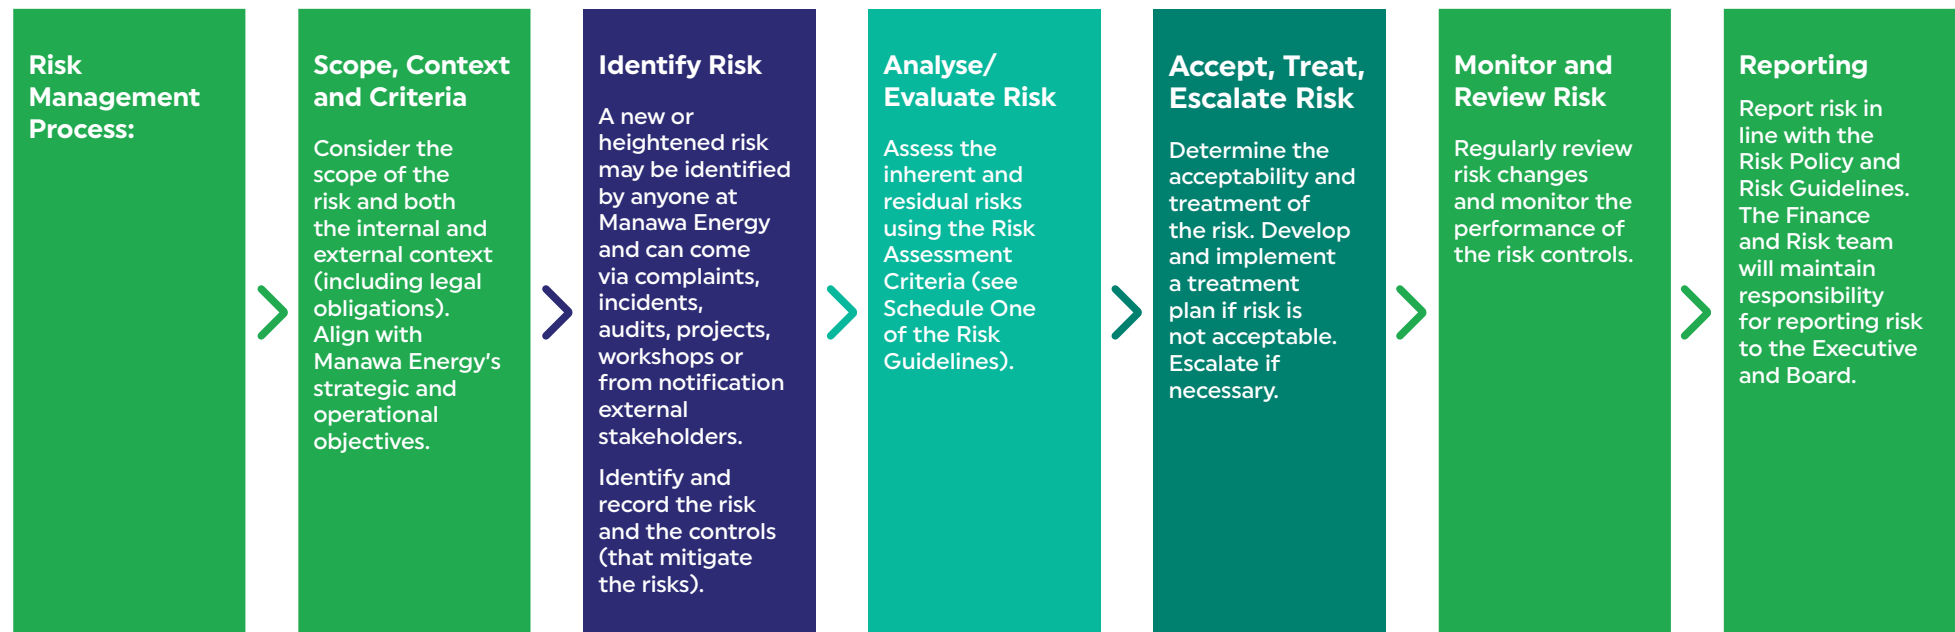 Risk
Management
Process:
Scope, Context
and Criteria
Consider the
scope of the
risk and both
the internal and
external context
(including legal
obligations).
Align with
Manawa Energy's
strategic and
operational
objectives.
Identify Risk
A new or
heightened risk
may be identified
by anyone at
Manawa Energy
and can come
via complaints,
incidents,
audits, projects,
workshops or
from notification
external
stakeholders.
Identify and
record the risk
and the controls
(that mitigate
the risks).
Analyse/
Evaluate Risk
Assess the
inherent and
residual risks
using the Risk
Assessment
Criteria (see
Schedule One
of the Risk
Guidelines).
Accept, Treat,
Escalate Risk
Determine the
acceptability and
treatment of
the risk. Develop
and implement
a treatment
plan if risk is
not acceptable.
Escalate if
necessary.
Monitor and
Review Risk
Regularly review
risk changes
and monitor the
performance of
the risk controls.
Reporting
Report risk in
line with the
Risk Policy and
Risk Guidelines.
The Finance
and Risk team
will maintain
responsibility
for reporting risk
to the Executive
and Board.